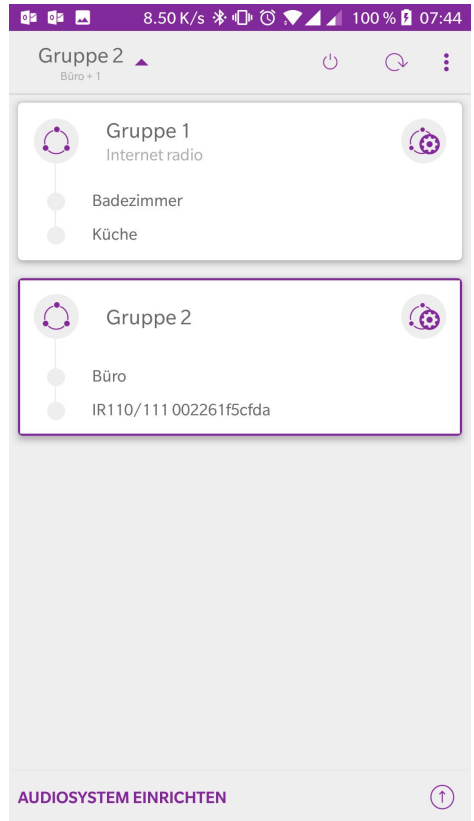 8.50 K/s 100 % 07:44
Gruppe 2
Büro + 1
Gruppe 1
Internet radio
Badezimmer
Küche
Gruppe 2
Büro
IR110/111 002261f5cfda
AUDIOSYSTEM EINRICHTEN